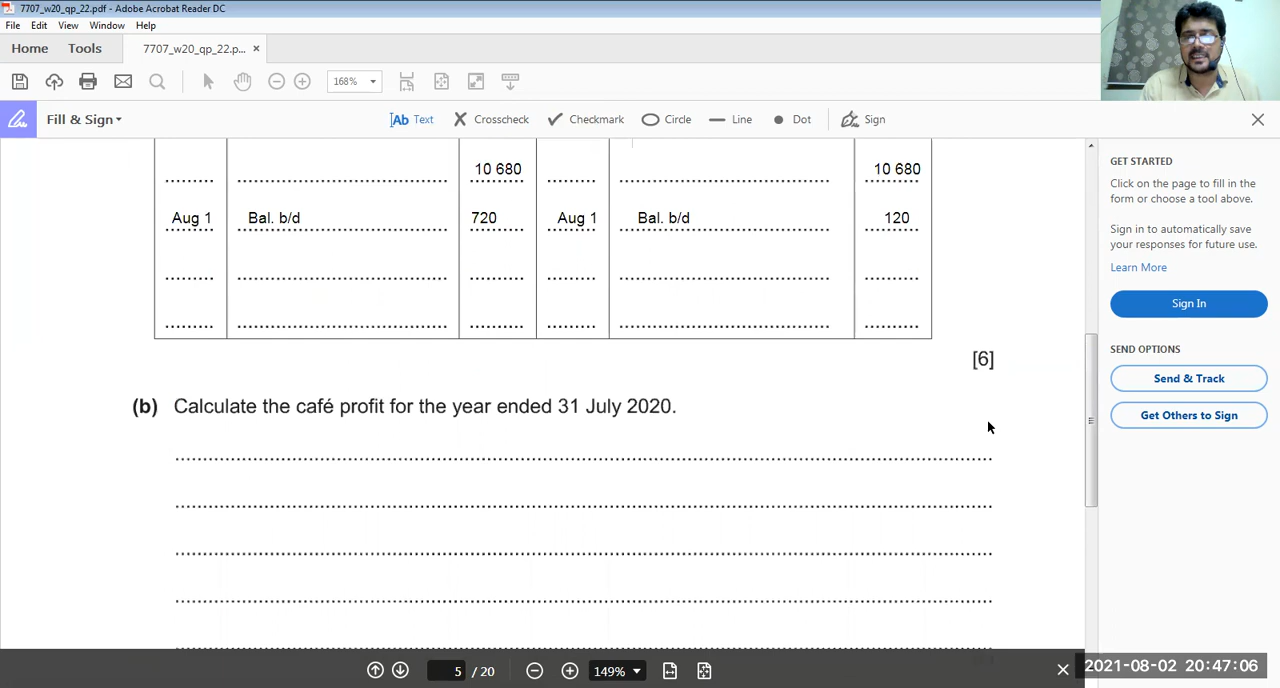 7707_w20_qp_22.pdf - Adobe Acrobat Reader DC
File Edit View Window Help
Home Tools 7707_w20_qp_22.p... ×
168%
Fill & Sign
Ab Text Crosscheck Checkmark Circle Line Dot Sign
10 680 10 680
Aug 1 Bal. b/d 720 Aug 1 Bal. b/d 120
[6]
(b) Calculate the café profit for the year ended 31 July 2020.
GET STARTED
Click on the page to fill in the
form or choose a tool above.
Sign in to automatically save
your responses for future use.
Learn More
Sign In
SEND OPTIONS
Send & Track
Get Others to Sign
5 / 20 149%
2021-08-02 20:47:06